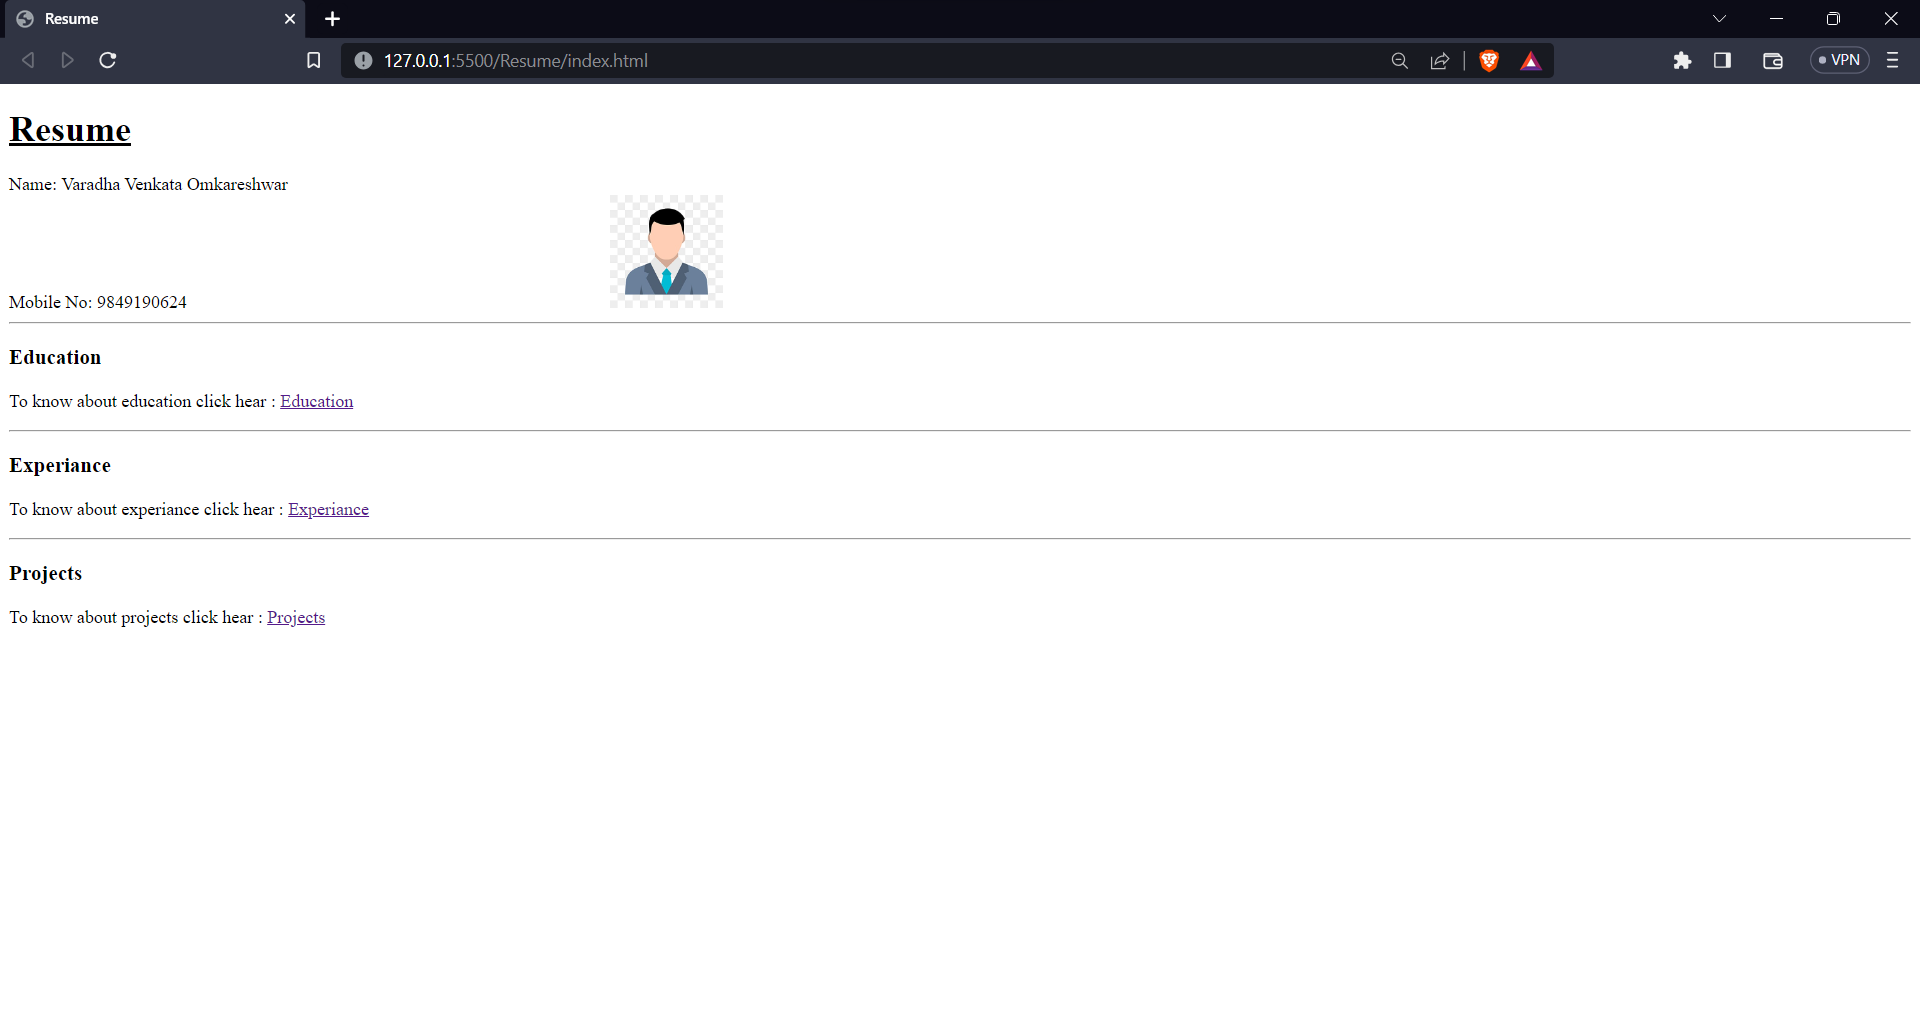 Resume
127.0.0.1:5500/Resume/index.html
VPN
Resume
Name: Varadha Venkata Omkareshwar
Mobile No: 9849190624
Education
To know about education click hear : Education
Experiance
To know about experiance click hear : Experiance
Projects
To know about projects click hear : Projects